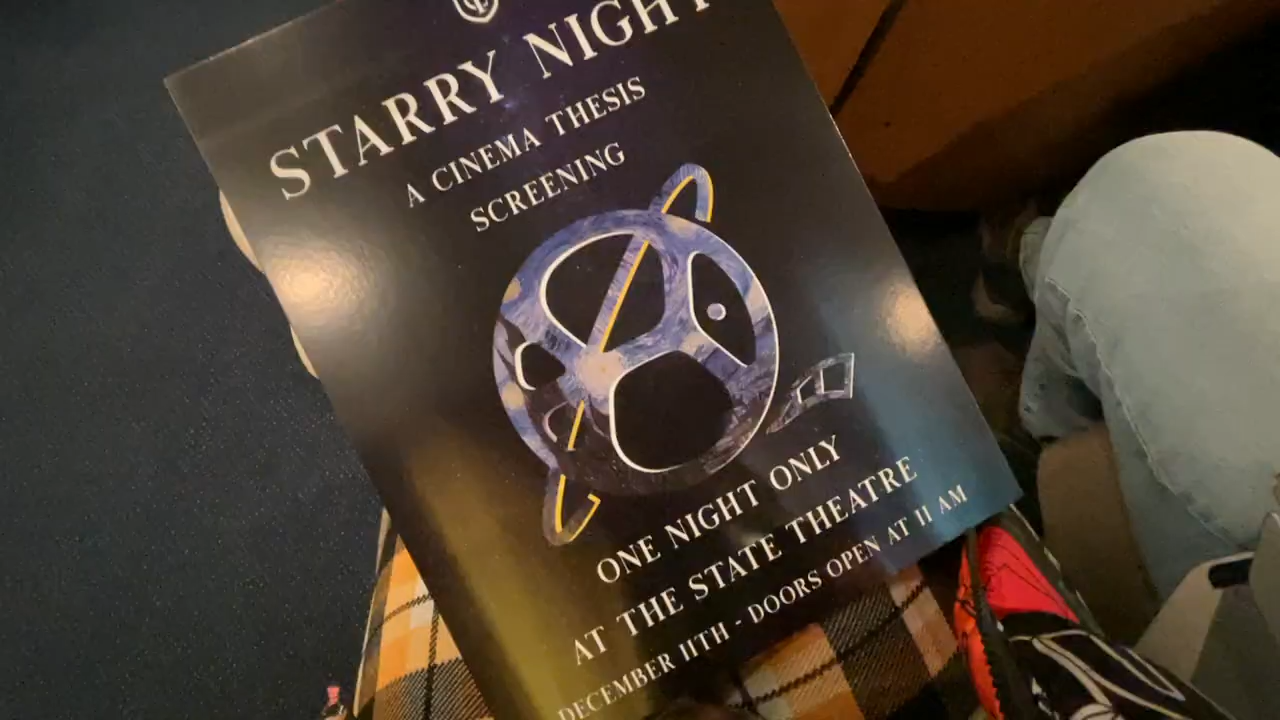 STARRY NIGHT
A CINEMA THESIS
SCREENING
ONE NIGHT ONLY
AT THE STATE THEATRE
DECEMBER 11TH - DOORS OPEN AT 11 AM